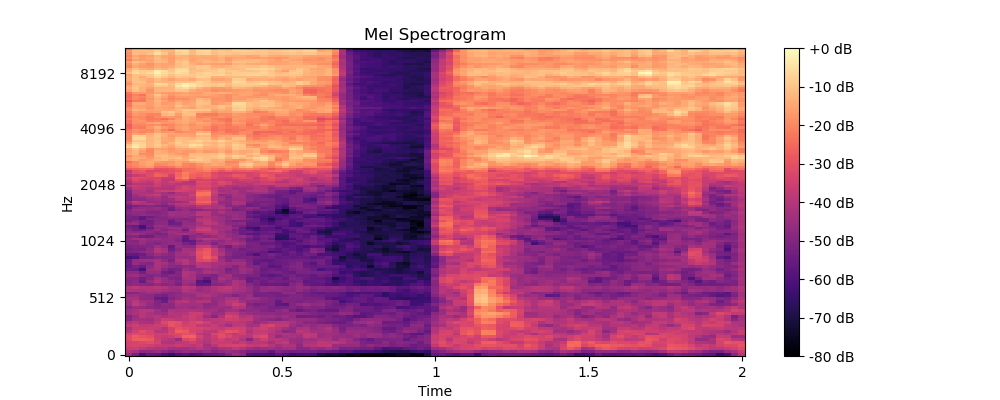 Mel Spectrogram
Hz
8192
4096
2048
1024
512
0
0
0.5
1
1.5
2
Time
+0 dB
-10 dB
-20 dB
-30 dB
-40 dB
-50 dB
-60 dB
-70 dB
-80 dB